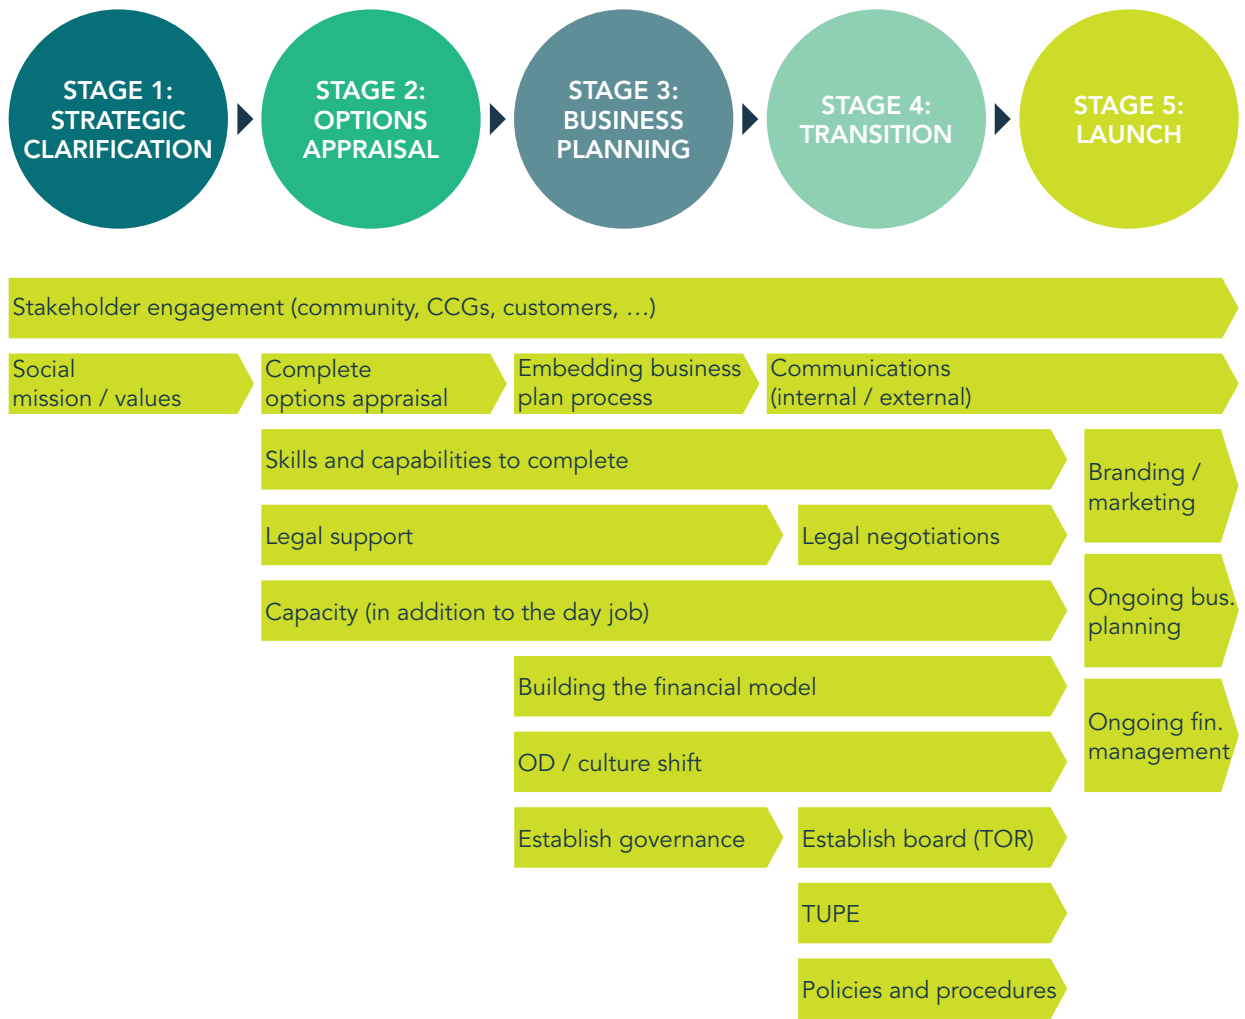 STAGE 1:
STRATEGIC
CLARIFICATION
STAGE 2:
OPTIONS
APPRAISAL
STAGE 3:
BUSINESS
PLANNING
STAGE 4:
TRANSITION
STAGE 5:
LAUNCH
Stakeholder engagement (community, CCGs, customers, …)
Social
mission / values
Complete
options appraisal
Embedding business
plan process
Communications
(internal / external)
Skills and capabilities to complete
Branding /
marketing
Legal support
Legal negotiations
Capacity (in addition to the day job)
Ongoing bus.
planning
Building the financial model
Ongoing fin.
management
OD / culture shift
Establish governance
Establish board (TOR)
TUPE
Policies and procedures